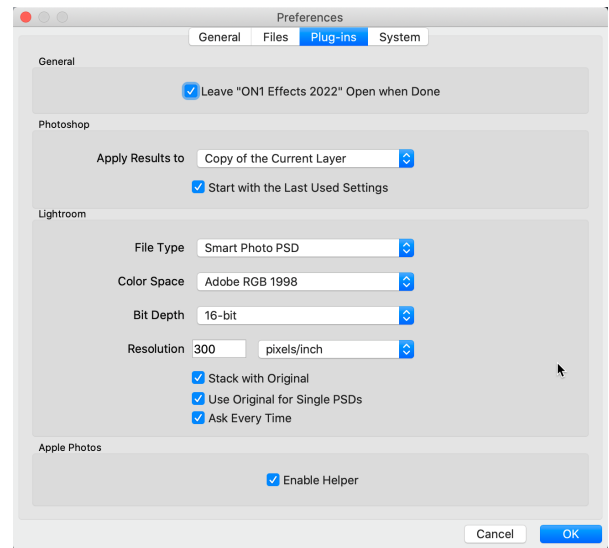 Preferences
General Files Plug-ins System
General
Leave "ON1 Effects 2022" Open when Done
Photoshop
Apply Results to Copy of the Current Layer
Start with the Last Used Settings
Lightroom
File Type Smart Photo PSD
Color Space Adobe RGB 1998
Bit Depth 16-bit
Resolution 300 pixels/inch
Stack with Original
Use Original for Single PSDs
Ask Every Time
Apple Photos
Enable Helper
Cancel OK